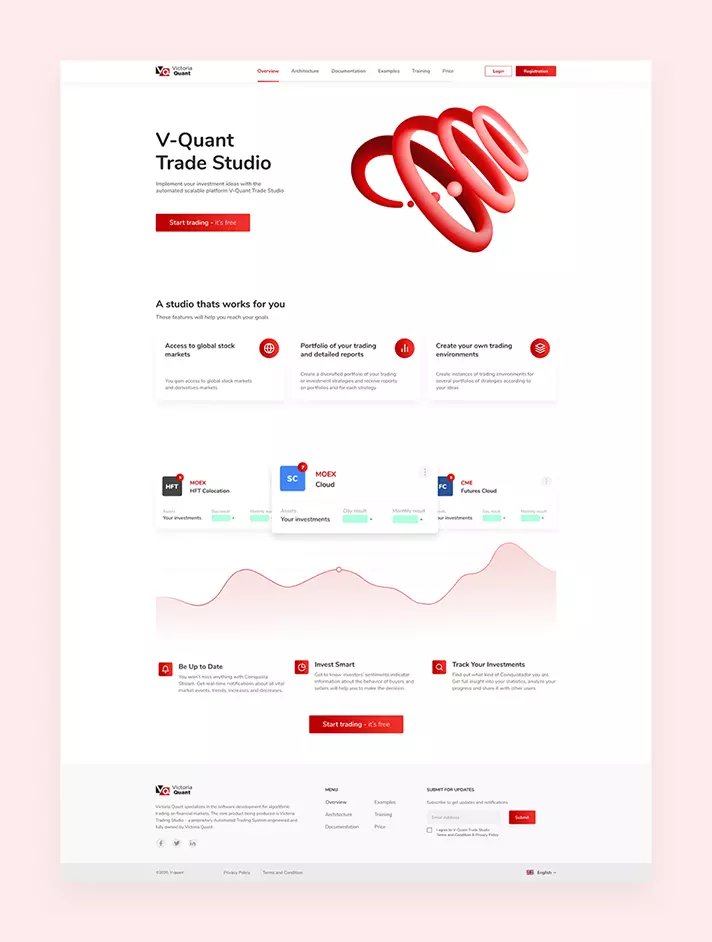 Victoria
Quant
Overview Architecture Documentation Examples Training Price
Login Registration
V-Quant
Trade Studio
Implement your investment ideas with the
automated scalable platform V-Quant Trade Studio
Start trading - it's free
A studio thats works for you
These features will help you reach your goals
Access to global stock
markets
You gain access to global stock markets
and derivatives markets
Portfolio of your trading
and detailed reports
Create a diversified portfolio of your trading
or investment strategies and receive reports
on portfolios and for each strategy
Create your own trading
environments
Create instances of trading environments for
several portfolios of strategies according to
your ideas
HFT
MOEX
HFT Colocation
Assets Day result
Your investments +
SC
7
MOEX
Cloud
Assets Day result Monthly result
Your investments + +
FC
CME
Futures Cloud
Day result Monthly result
investments + +
Be Up to Date
You won't miss anything with Coinquista
Stream. Get real-time notifications about all vital
market events, trends, increases and decreases.
Invest Smart
Get to know investors' sentiments indicator
information about the behavior of buyers and
sellers will help you to make the decision.
Track Your Investments
Find out what kind of Conquistador you are.
Get full insight into your statistics, analyze your
progress and share it with other users.
Start trading - it's free
Victoria
Quant
Victoria Quant specializes in the software development for algorithmic
trading on financial markets. The core product being produced is Victoria
Trading Studio - a proprietary Automated Trading System engineered and
fully owned by Victoria Quant.
MENU
Overview Examples
Architecture Training
Documentation Price
SUBMIT FOR UPDATES
Subscribe to get updates and notifications
Email Address Submit
I agree to V-Quant Trade Studio
Terms and Condition & Privacy Policy
Privacy Policy Terms and Condition
English